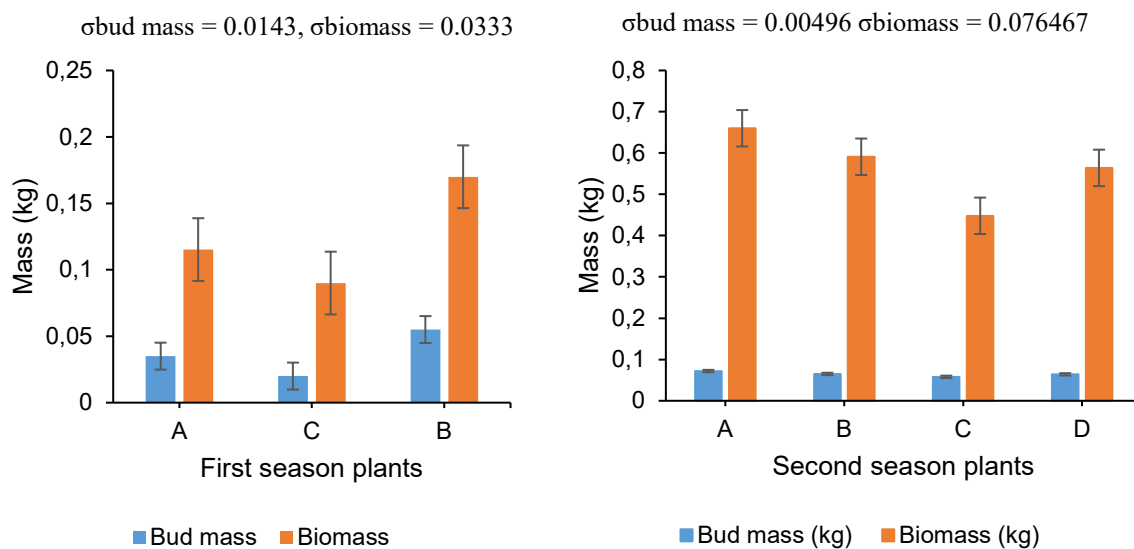 σbud mass = 0.0143, σbiomass = 0.0333
0,25
0,2
0,15
0,1
0,05
0
Mass (kg)
A C B
First season plants
Bud mass Biomass
σbud mass = 0.00496 σbiomass = 0.076467
0,8
0,7
0,6
0,5
0,4
0,3
0,2
0,1
0
Mass (kg)
A B C D
Second season plants
Bud mass (kg) Biomass (kg)